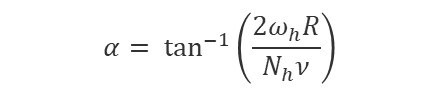 α = tan⁻¹ (2ω_h R / N_h ν)